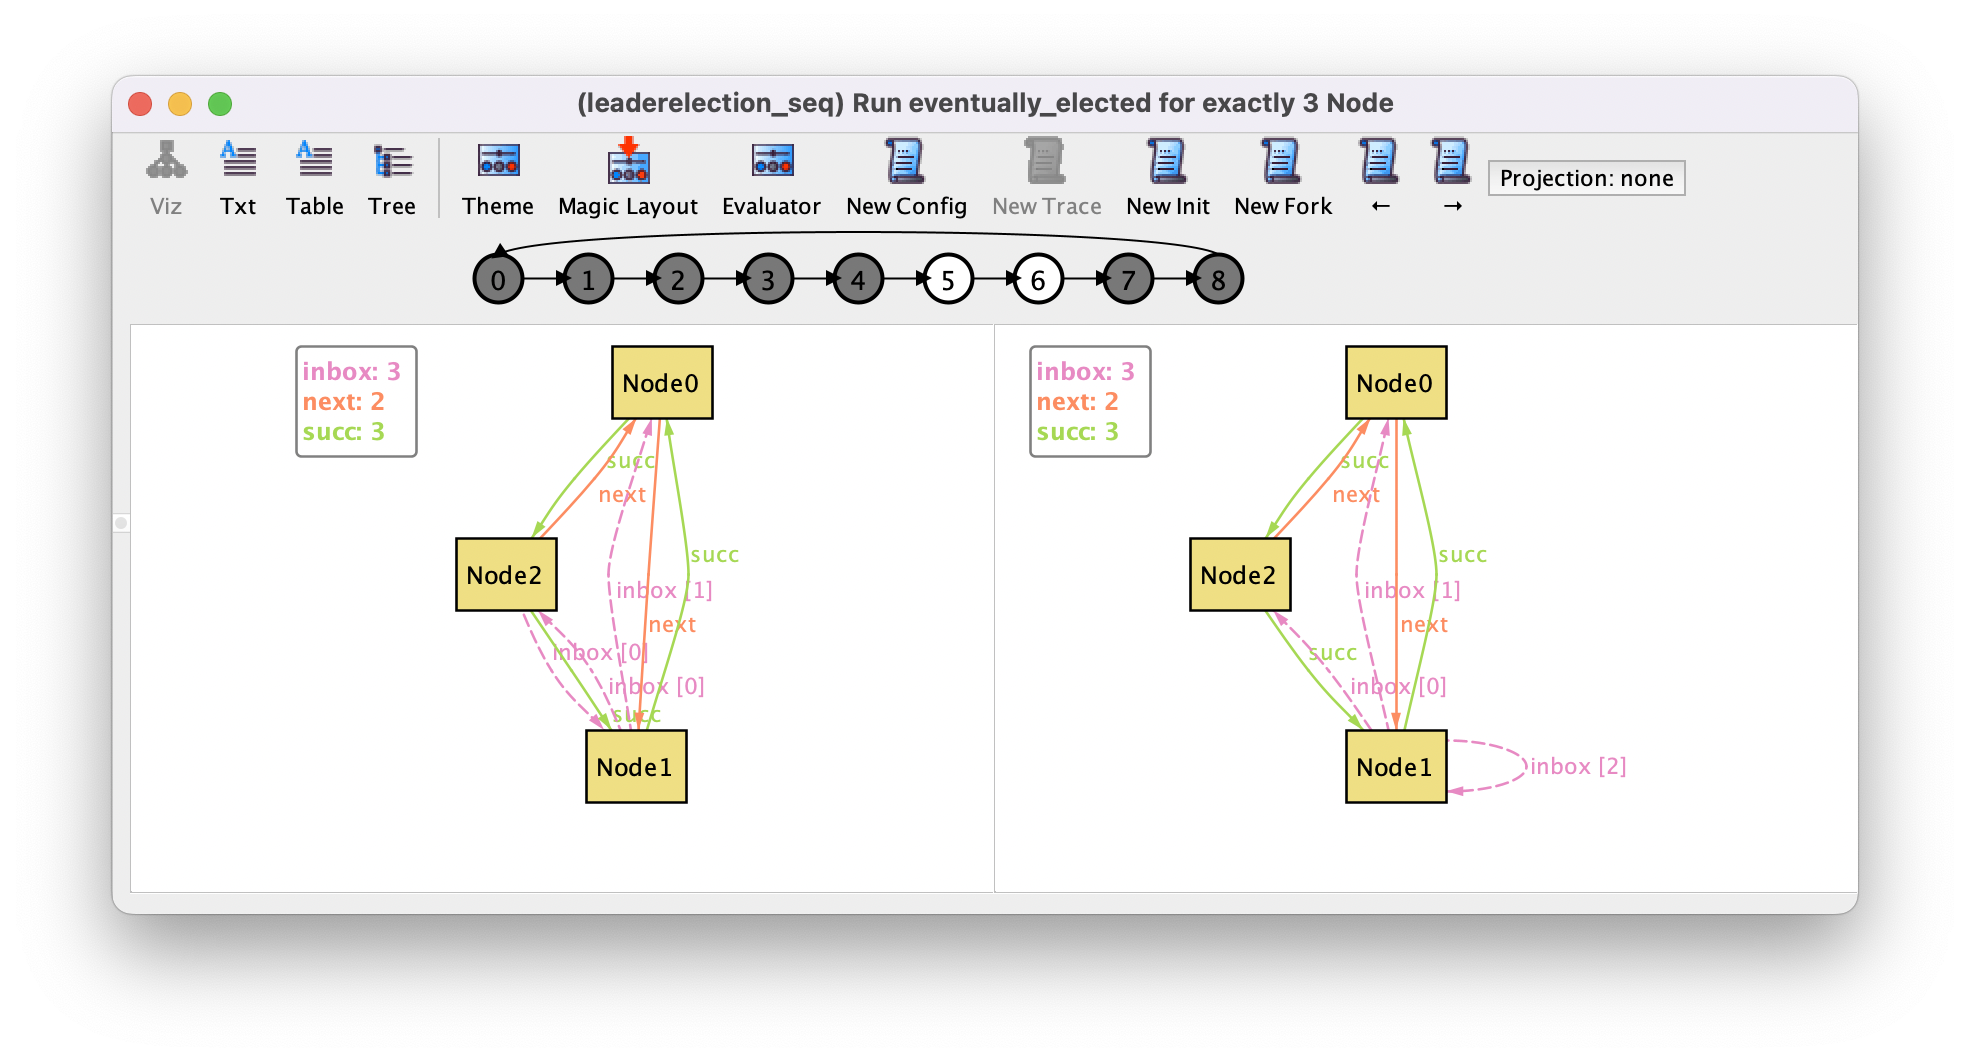 (leaderelection_seq) Run eventually_elected for exactly 3 Node
Viz Txt Table Tree Theme Magic Layout Evaluator New Config New Trace New Init New Fork ← → Projection: none
0 1 2 3 4 5 6 7 8
inbox: 3
next: 2
succ: 3
Node0
succ
next
succ
Node2
inbox [1]
next
inbox [0]
inbox [0]
succ
Node1
inbox: 3
next: 2
succ: 3
Node0
succ
next
succ
Node2
inbox [1]
next
succ
inbox [0]
Node1
inbox [2]